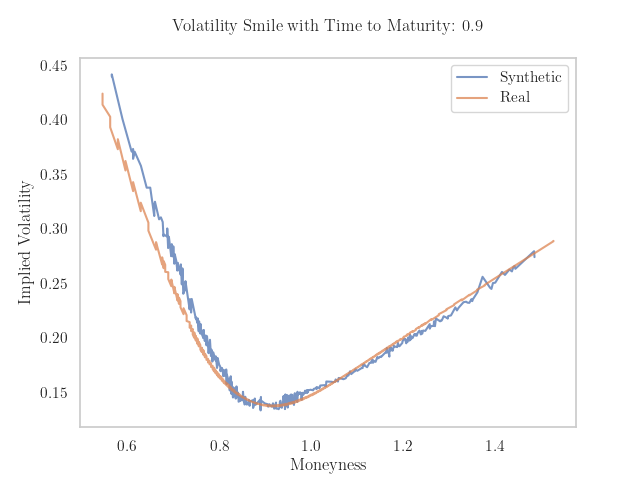 Volatility Smile with Time to Maturity: 0.9
Synthetic
Real
Implied Volatility
0.45
0.40
0.35
0.30
0.25
0.20
0.15
0.6 0.8 1.0 1.2 1.4
Moneyness